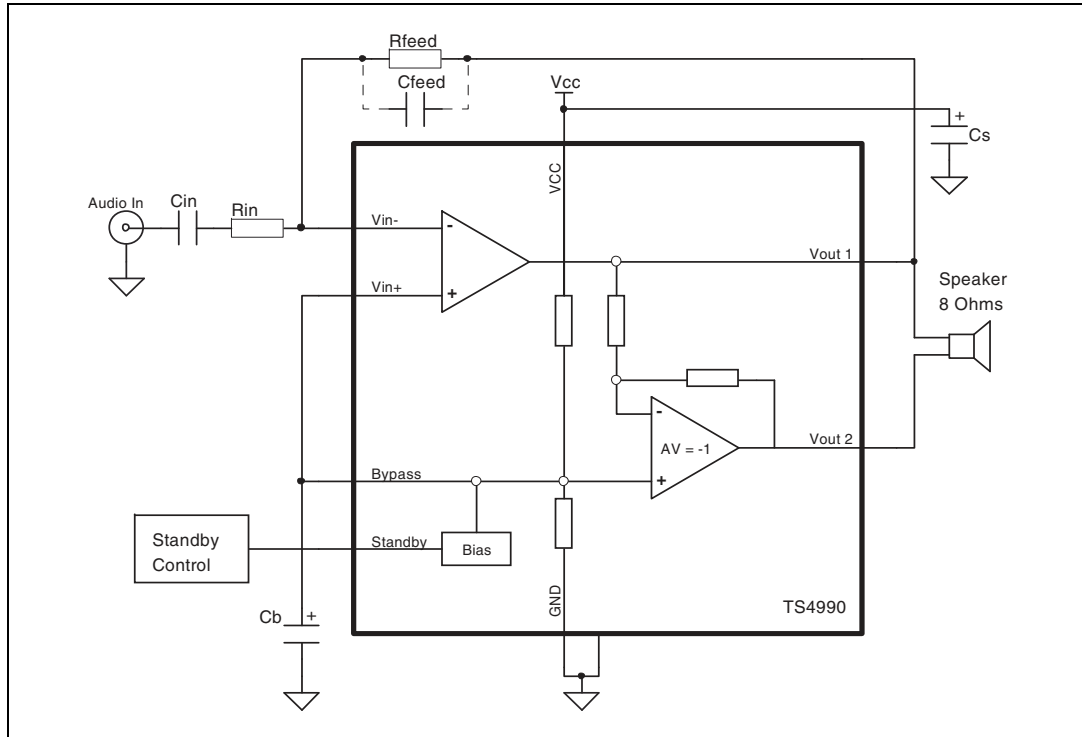 Rfeed
Cfeed
Vcc
+
Cs
VCC
Audio In
Cin
Rin
Vin-
-
Vout 1
Speaker
8 Ohms
Vin+
+
-
AV = -1
Vout 2
Bypass
+
Standby
Control
Standby
Bias
GND
TS4990
Cb
+